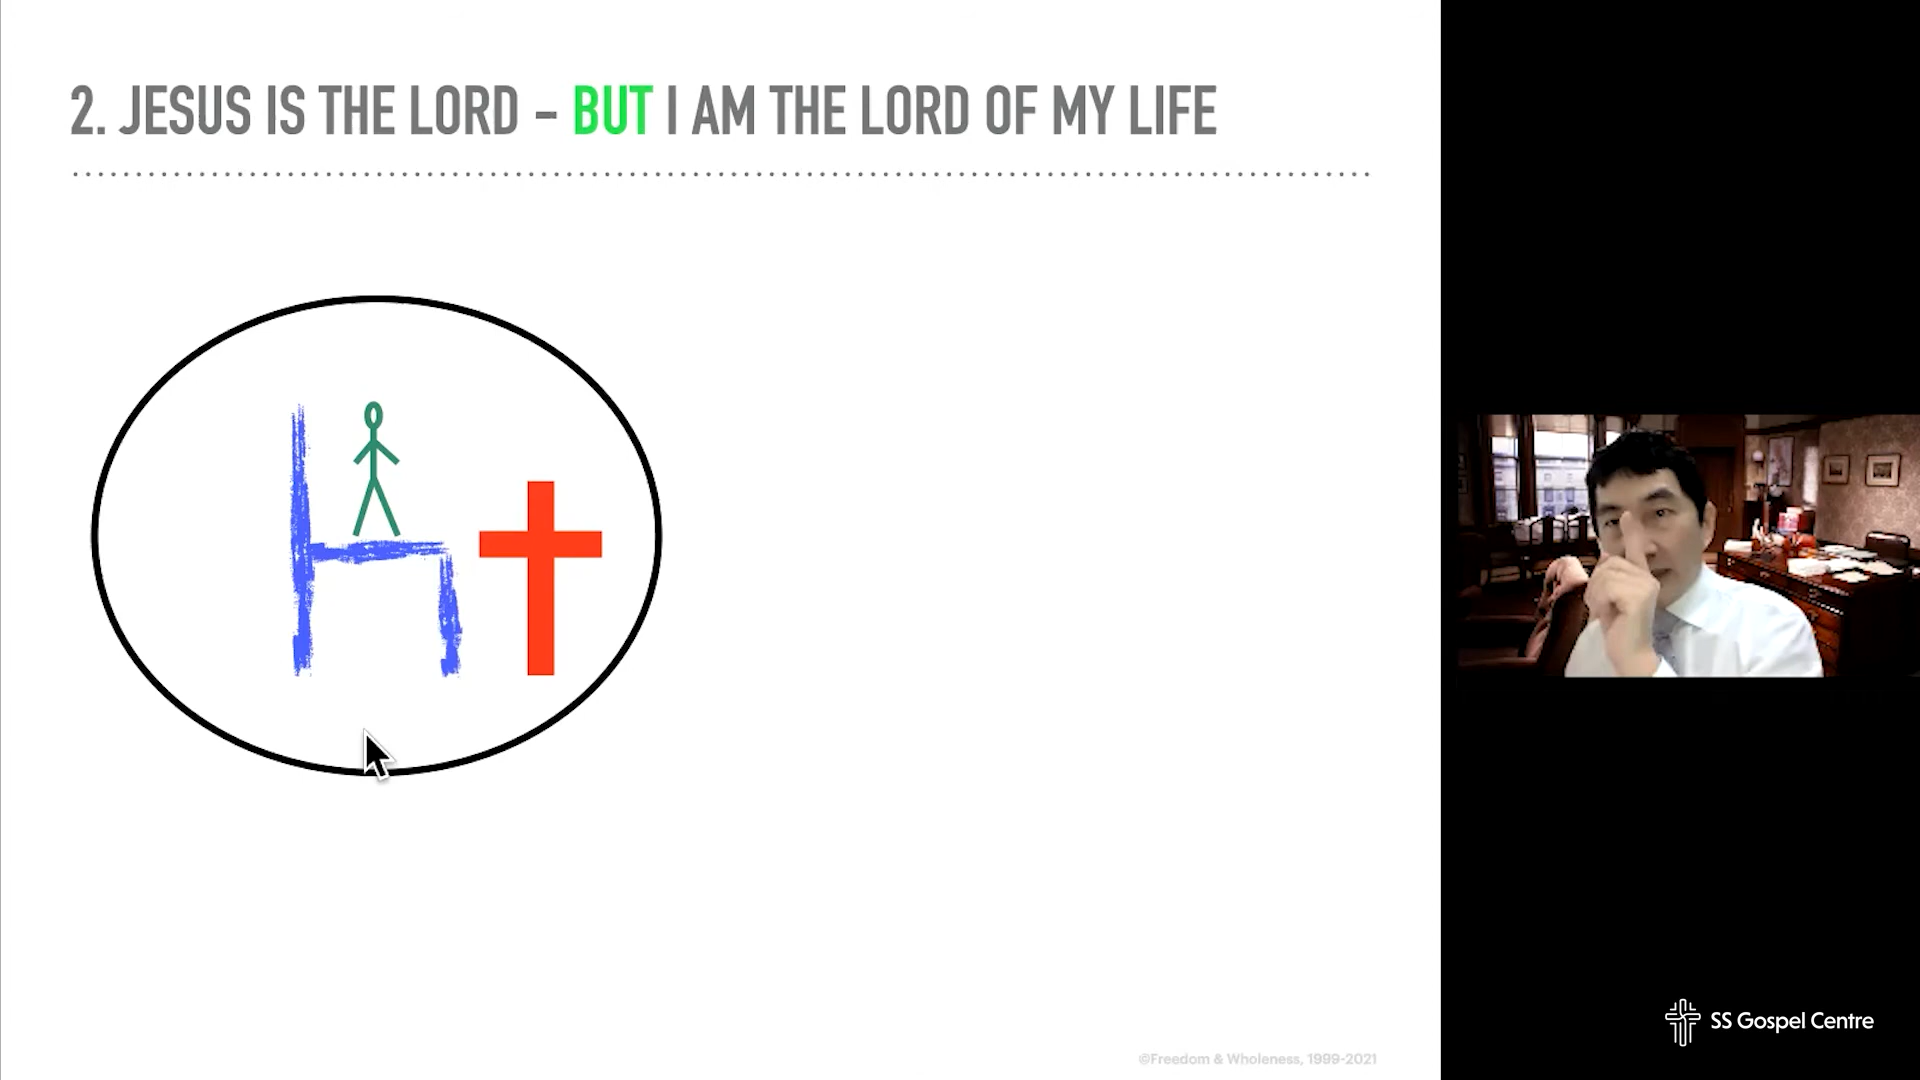 2. JESUS IS THE LORD - BUT I AM THE LORD OF MY LIFE
SS Gospel Centre
©Freedom & Wholeness, 1999-2021